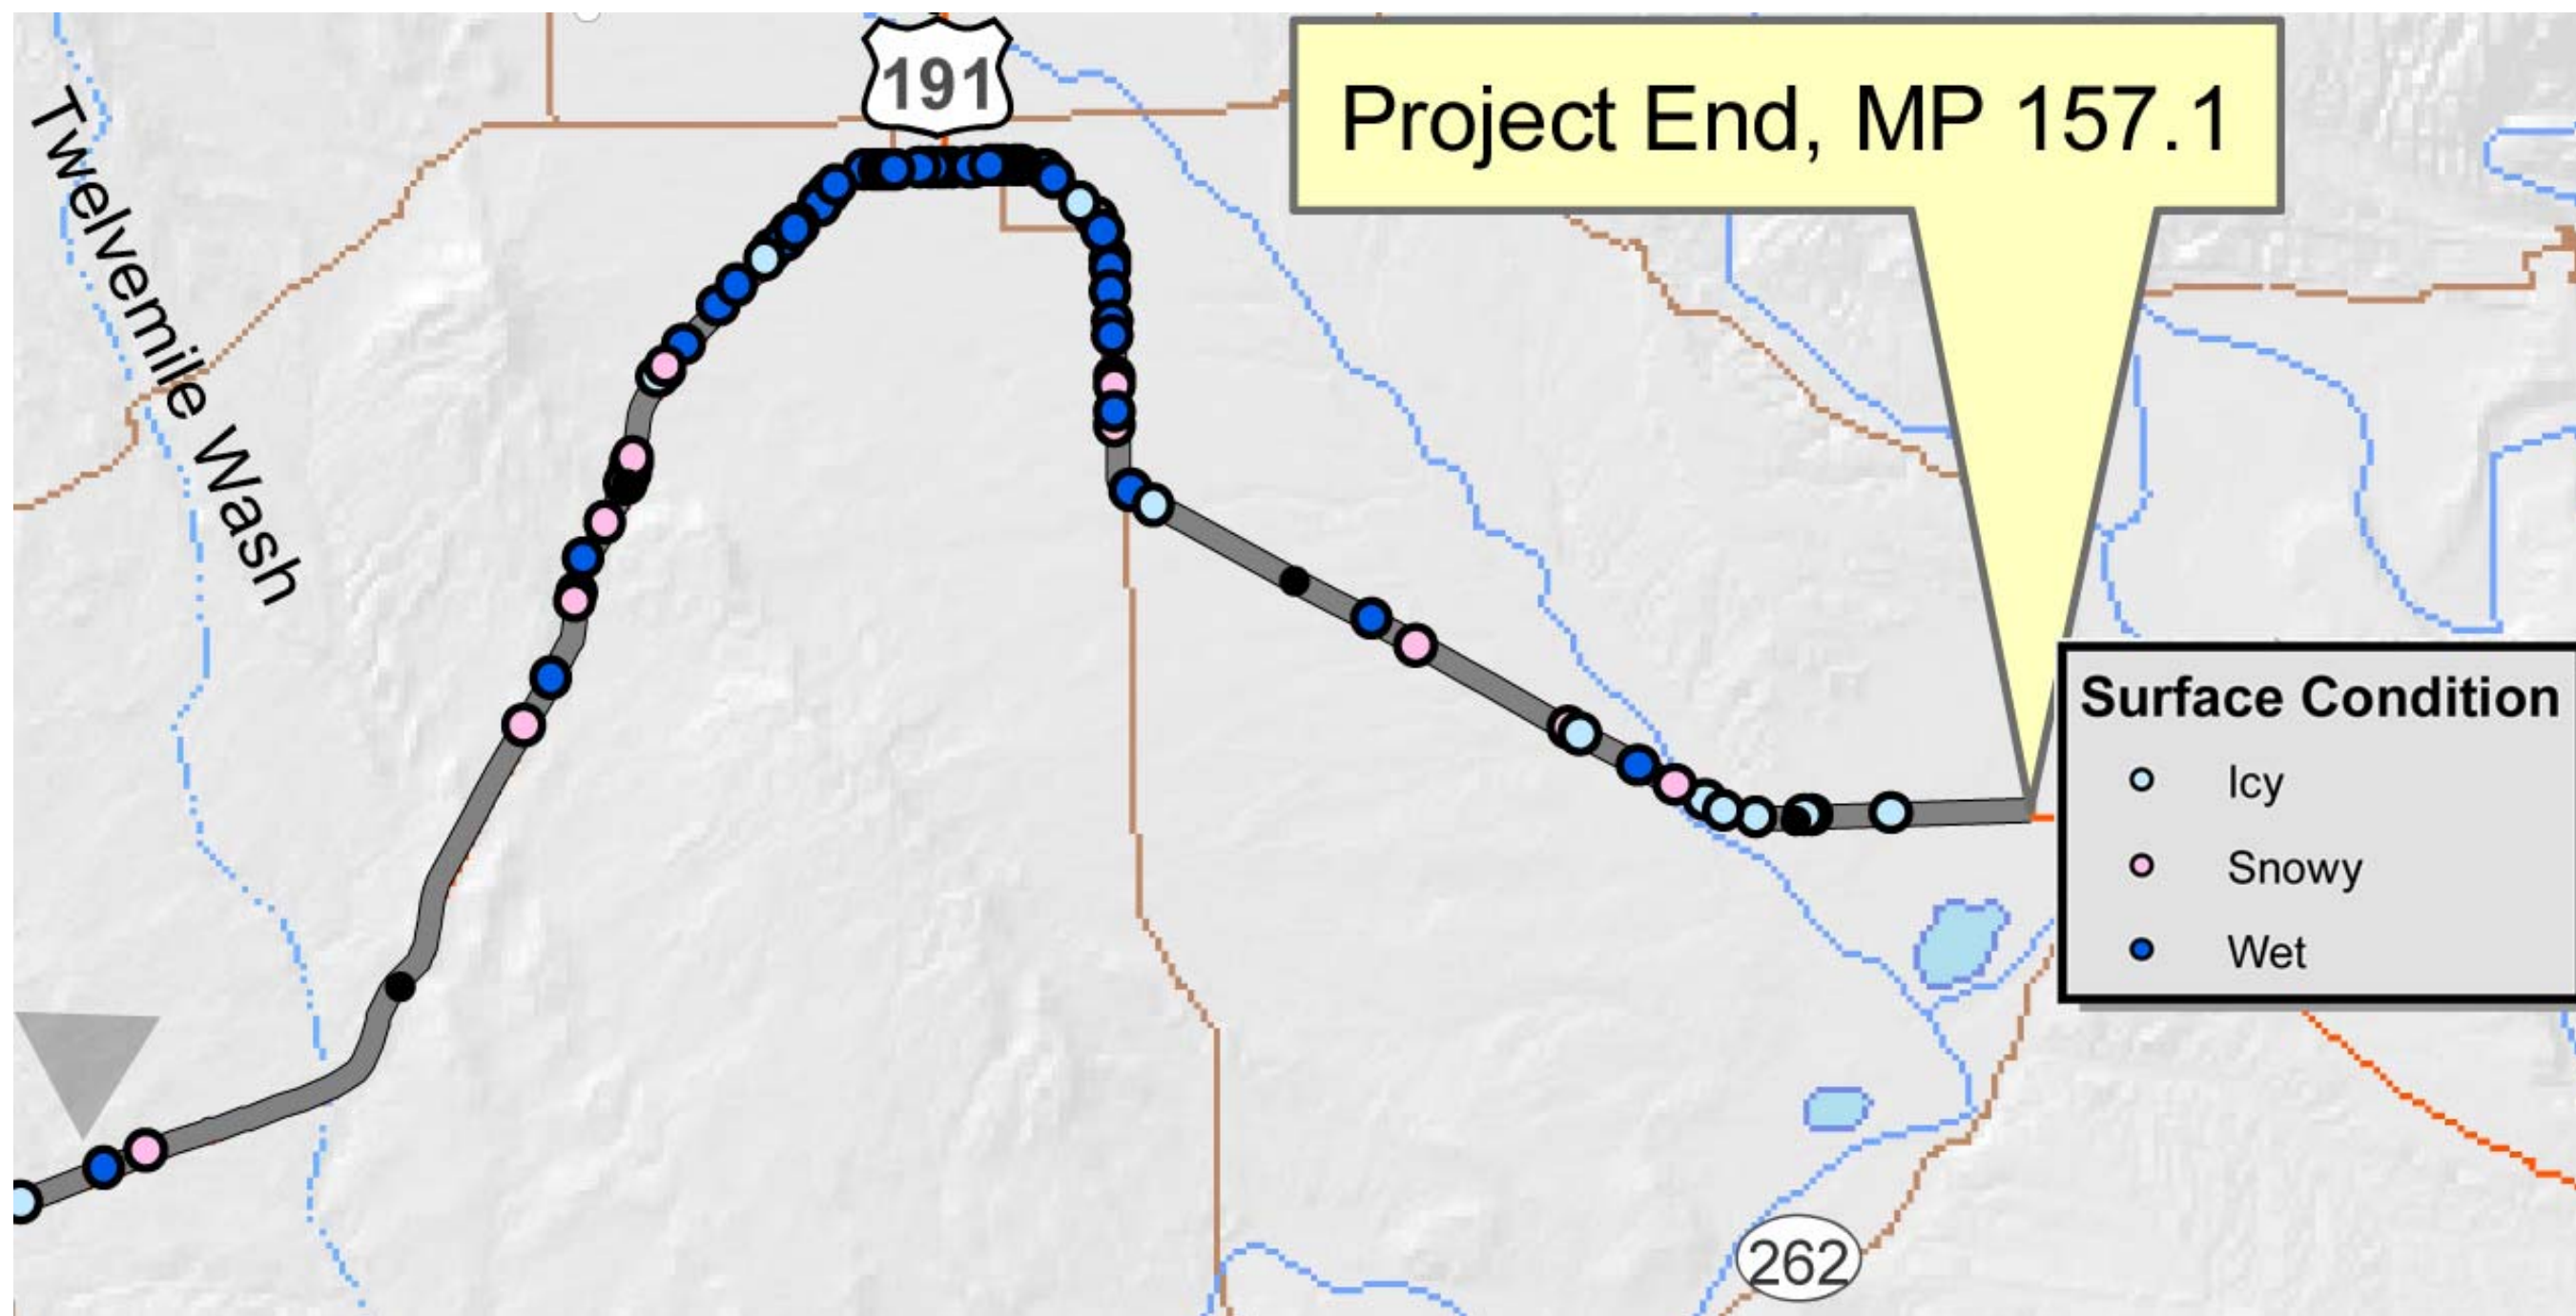 191
Project End, MP 157.1
Twelvemile Wash
Surface Condition
Icy
Snowy
Wet
262